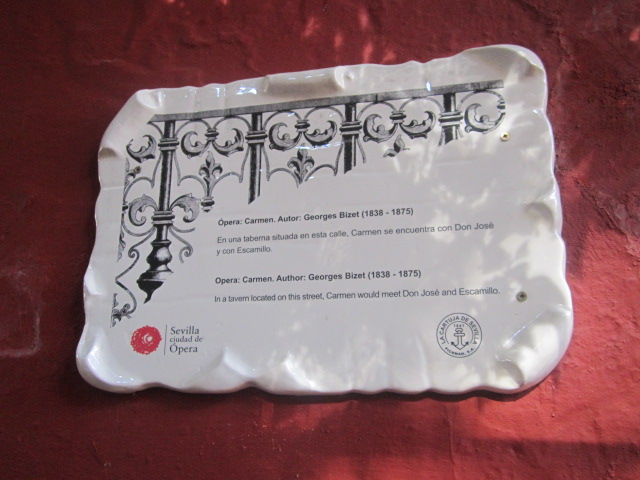 Ópera: Carmen. Autor: Georges Bizet (1838 - 1875)
En una taberna situada en esta calle, Carmen se encuentra con Don José
y con Escamillo.
Opera: Carmen. Author: Georges Bizet (1838 - 1875)
In a tavern located on this street, Carmen would meet Don José and Escamillo.
Sevilla
ciudad de
Ópera
LA CARTUJA DE SEVILLA
1841
PICKMAN, S.A.